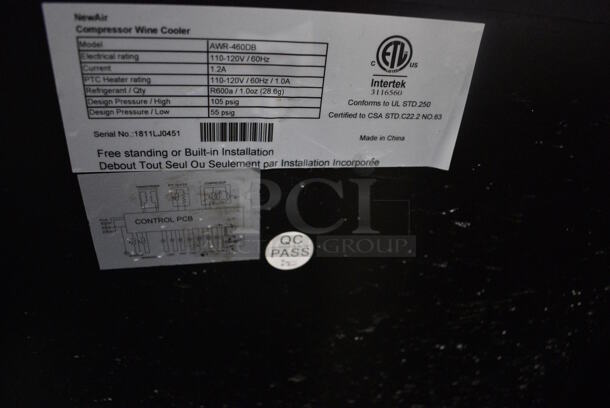 NewAir
Compressor Wine Cooler
Model AWR-460DB
Electrical rating 110-120V / 60Hz
Current 1.2A
PTC Heater rating 110-120V / 60Hz / 1.0A
Refrigerant / Qty R600a / 1.0oz (28.6g)
Design Pressure / High 105 psig
Design Pressure / Low 55 psig
Serial No.:1811LJ0451
Free standing or Built-in Installation
Debout Tout Seul Ou Seulement par Installation Incorporée
C ETL US
Intertek
3116560
Conforms to UL STD.250
Certified to CSA STD.C22.2 NO.63
Made in China
CONTROL PCB
QC
PASS
PCI
GROUP